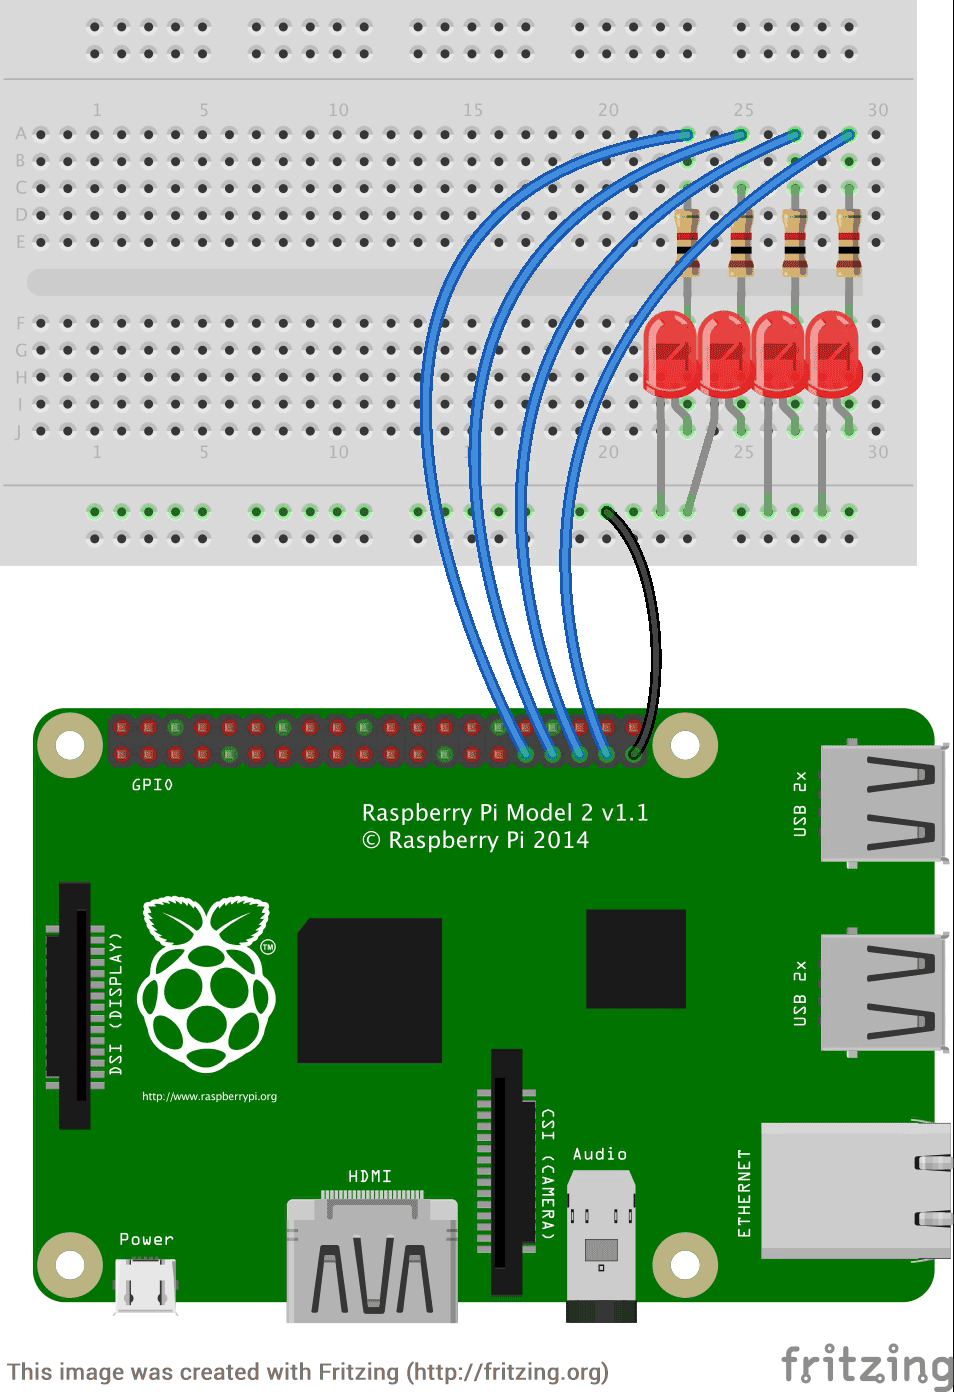 1 5 10 15 20 25 30
A
B
C
D
E
F
G
H
I
J
1 5 10 20 25 30
GPIO
Raspberry Pi Model 2 v1.1
© Raspberry Pi 2014
USB 2x
DSI (DISPLAY)
TM
USB 2x
http://www.raspberrypi.org
CSI (CAMERA)
Audio
ETHERNET
HDMI
Power
This image was created with Fritzing (http://fritzing.org)
fritzing